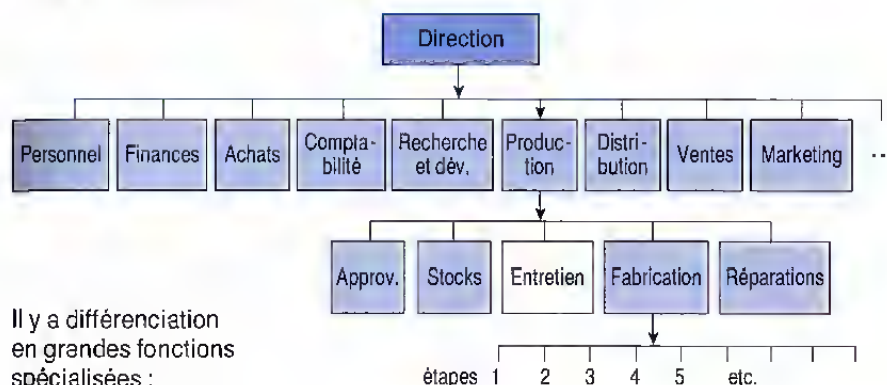 Direction
Personnel
Finances
Achats
Compta-
bilité
Recherche
et dév.
Produc-
tion
Distri-
bution
Ventes
Marketing
...
Approv.
Stocks
Entretien
Fabrication
Réparations
Il y a différenciation
en grandes fonctions
spécialisées :
étapes 1 2 3 4 5 etc.